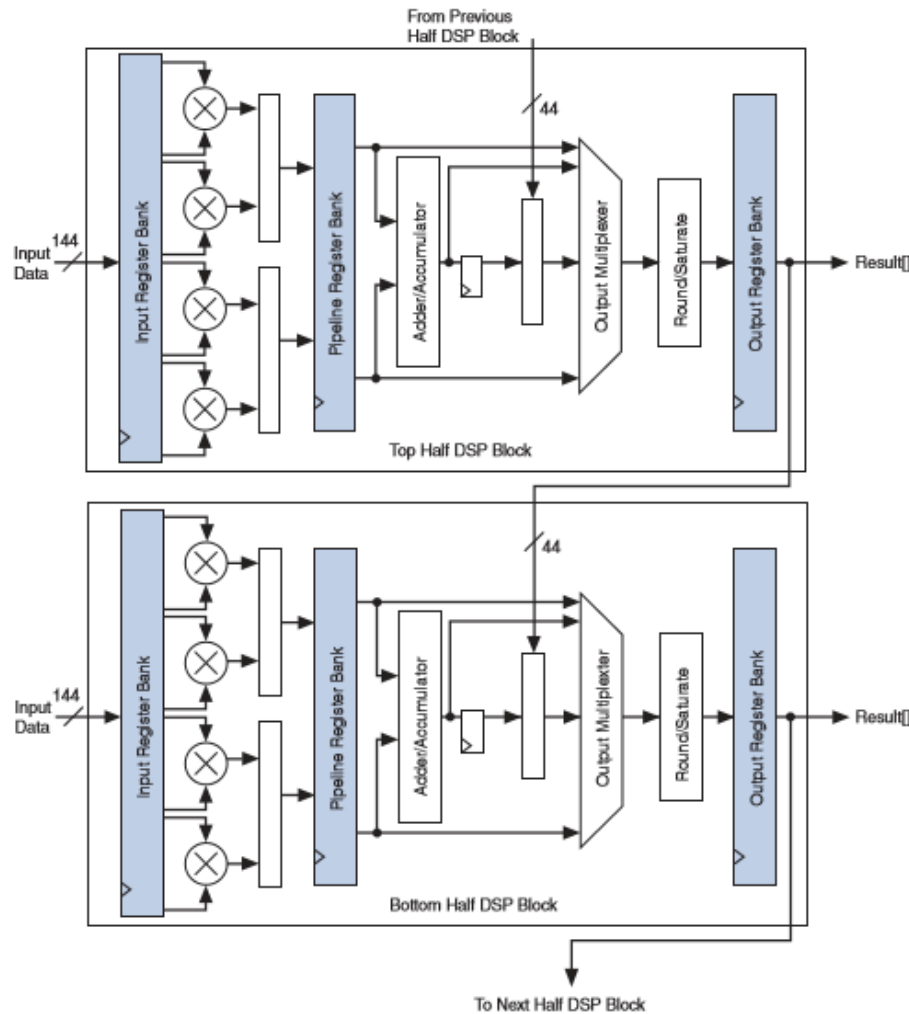 From Previous
Half DSP Block
44
144
Input
Data
Input Register Bank
Pipeline Register Bank
Adder/Accumulator
Output Multiplexer
Round/Saturate
Output Register Bank
Result[]
Top Half DSP Block
44
144
Input
Data
Input Register Bank
Pipeline Register Bank
Adder/Accumulator
Output Multiplexter
Round/Saturate
Output Register Bank
Result[]
Bottom Half DSP Block
To Next Half DSP Block